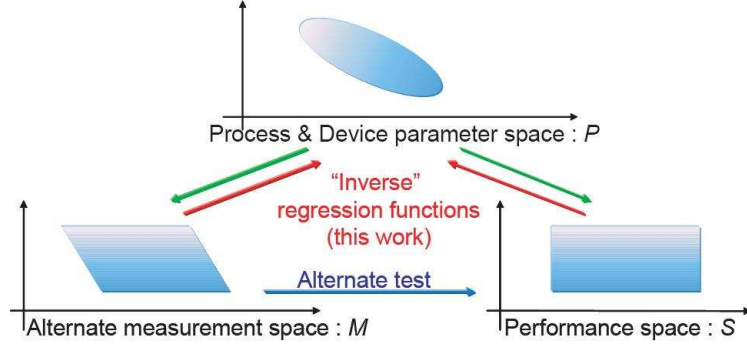 Process & Device parameter space : P
“Inverse”
regression functions
(this work)
Alternate test
Alternate measurement space : M
Performance space : S